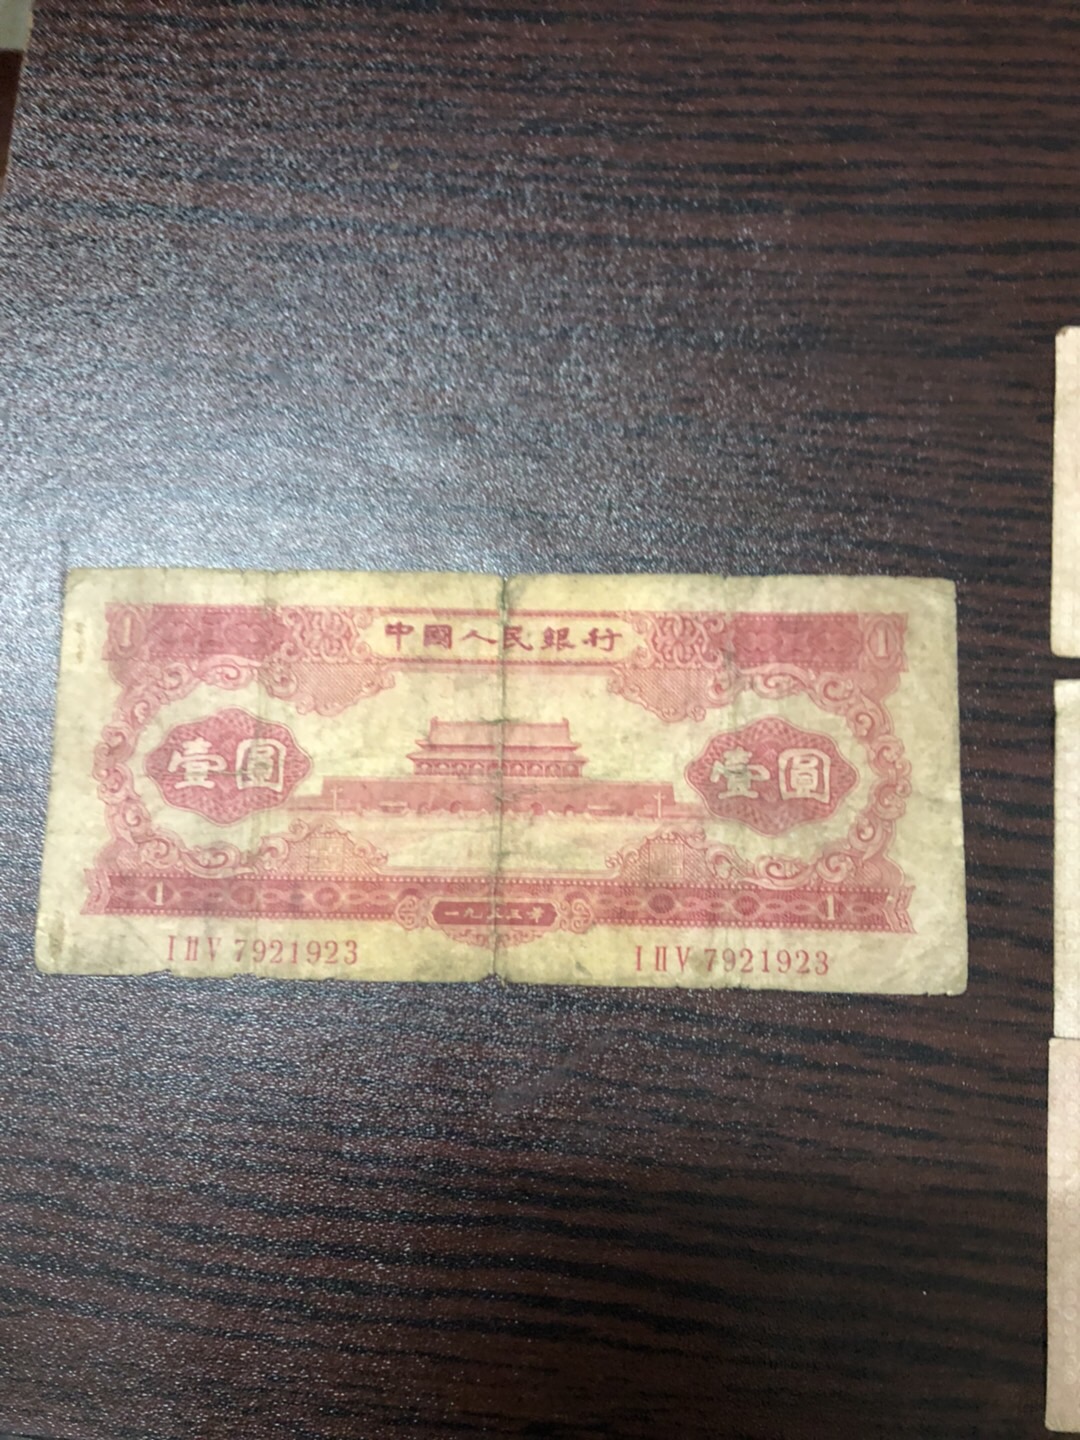 1 中國人民銀行 1
壹圓 壹圓
1 一九五三年 1
I II V 7921923 I II V 7921923